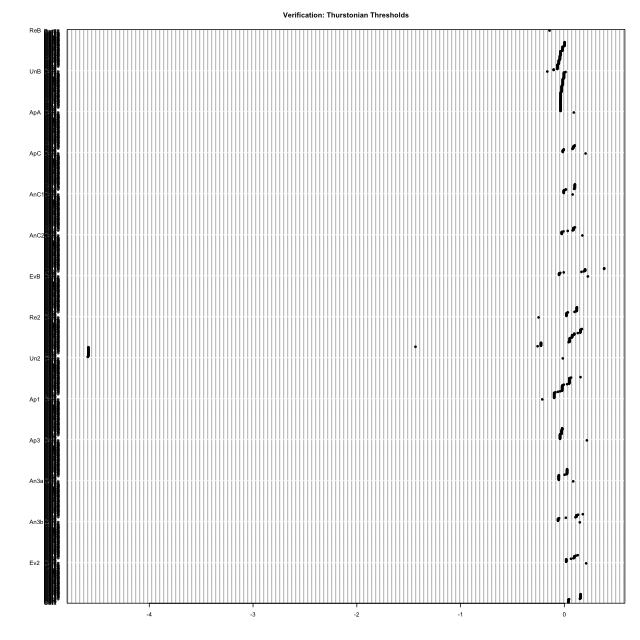 Verification: Thurstonian Thresholds
ReB
UnB
ApA
ApC
AnC1
AnC2
EvB
Re2
Un2
Ap1
Ap3
An3a
An3b
Ev2
-4 -3 -2 -1 0